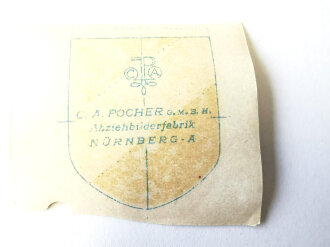 C. A. POCHER G. M. B. H.
Abziehbilderfabrik
NÜRNBERG-A